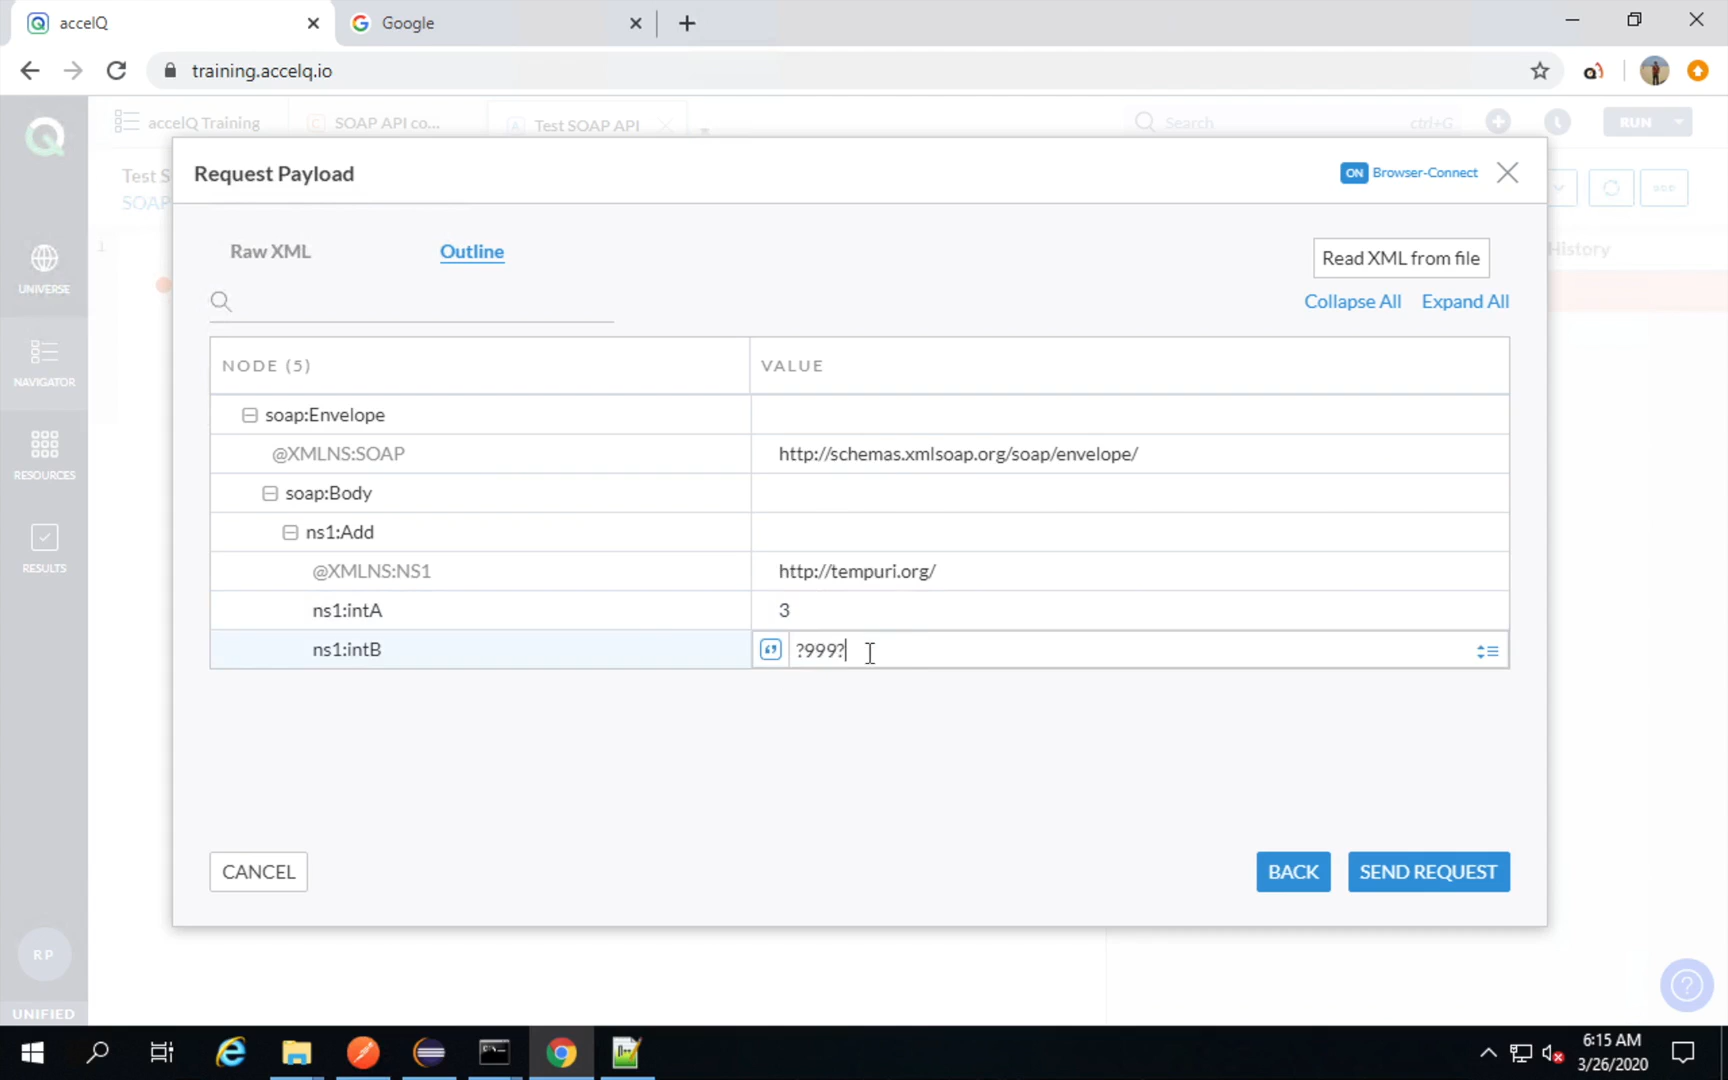 accelQ
Google
training.accelq.io
accelQ Training
SOAP API co...
Test SOAP API
Search
ctrl+G
RUN
Request Payload
ON Browser-Connect
Test S
SOAP
Raw XML
Outline
Read XML from file
History
1
UNIVERSE
Collapse All
Expand All
NODE (5)
VALUE
NAVIGATOR
soap:Envelope
@XMLNS:SOAP
http://schemas.xmlsoap.org/soap/envelope/
RESOURCES
soap:Body
ns1:Add
@XMLNS:NS1
http://tempuri.org/
RESULTS
ns1:intA
3
ns1:intB
?999?
CANCEL
BACK
SEND REQUEST
RP
UNIFIED
6:15 AM
3/26/2020